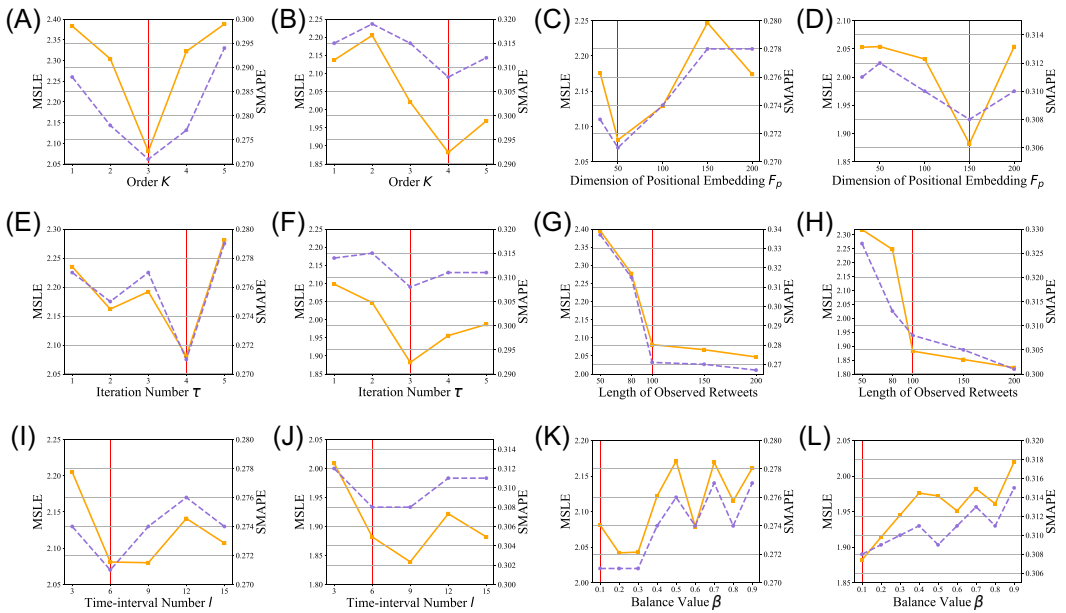 (A)
2.40
2.35
2.30
2.25
2.20
2.15
2.10
2.05
MSLE
0.300
0.295
0.290
0.285
0.280
0.275
0.270
SMAPE
1 2 3 4 5
Order K
(B)
2.25
2.20
2.15
2.10
2.05
2.00
1.95
1.90
1.85
MSLE
0.320
0.315
0.310
0.305
0.300
0.295
0.290
SMAPE
1 2 3 4 5
Order K
(C)
2.25
2.20
2.15
2.10
2.05
2.00
MSLE
0.280
0.278
0.276
0.274
0.272
0.270
SMAPE
50 100 150 200
Dimension of Positional Embedding Fp
(D)
2.10
2.05
2.00
1.95
1.90
1.85
MSLE
0.314
0.312
0.310
0.308
0.306
SMAPE
50 100 150 200
Dimension of Positional Embedding Fp
(E)
2.30
2.25
2.20
2.15
2.10
2.05
MSLE
0.280
0.278
0.276
0.274
0.272
0.270
SMAPE
1 2 3 4 5
Iteration Number τ
(F)
2.25
2.20
2.15
2.10
2.05
2.00
1.95
1.90
1.85
MSLE
0.320
0.315
0.310
0.305
0.300
0.295
0.290
SMAPE
1 2 3 4 5
Iteration Number τ
(G)
2.40
2.35
2.30
2.25
2.20
2.15
2.10
2.05
2.00
MSLE
0.34
0.33
0.32
0.31
0.30
0.29
0.28
0.27
SMAPE
50 80 100 150 200
Length of Observed Retweets
(H)
2.30
2.25
2.20
2.15
2.10
2.05
2.00
1.95
1.90
1.85
1.80
MSLE
0.330
0.325
0.320
0.315
0.310
0.305
0.300
SMAPE
50 80 100 150 200
Length of Observed Retweets
(I)
2.25
2.20
2.15
2.10
2.05
MSLE
0.280
0.278
0.276
0.274
0.272
0.270
SMAPE
3 6 9 12 15
Time-interval Number l
(J)
2.05
2.00
1.95
1.90
1.85
1.80
MSLE
0.314
0.312
0.310
0.308
0.306
0.304
0.302
0.300
SMAPE
3 6 9 12 15
Time-interval Number l
(K)
2.20
2.15
2.10
2.05
2.00
MSLE
0.280
0.278
0.276
0.274
0.272
0.270
SMAPE
0.1 0.2 0.3 0.4 0.5 0.6 0.7 0.8 0.9
Balance Value β
(L)
2.05
2.00
1.95
1.90
1.85
MSLE
0.320
0.318
0.316
0.314
0.312
0.310
0.308
0.306
SMAPE
0.1 0.2 0.3 0.4 0.5 0.6 0.7 0.8 0.9
Balance Value β